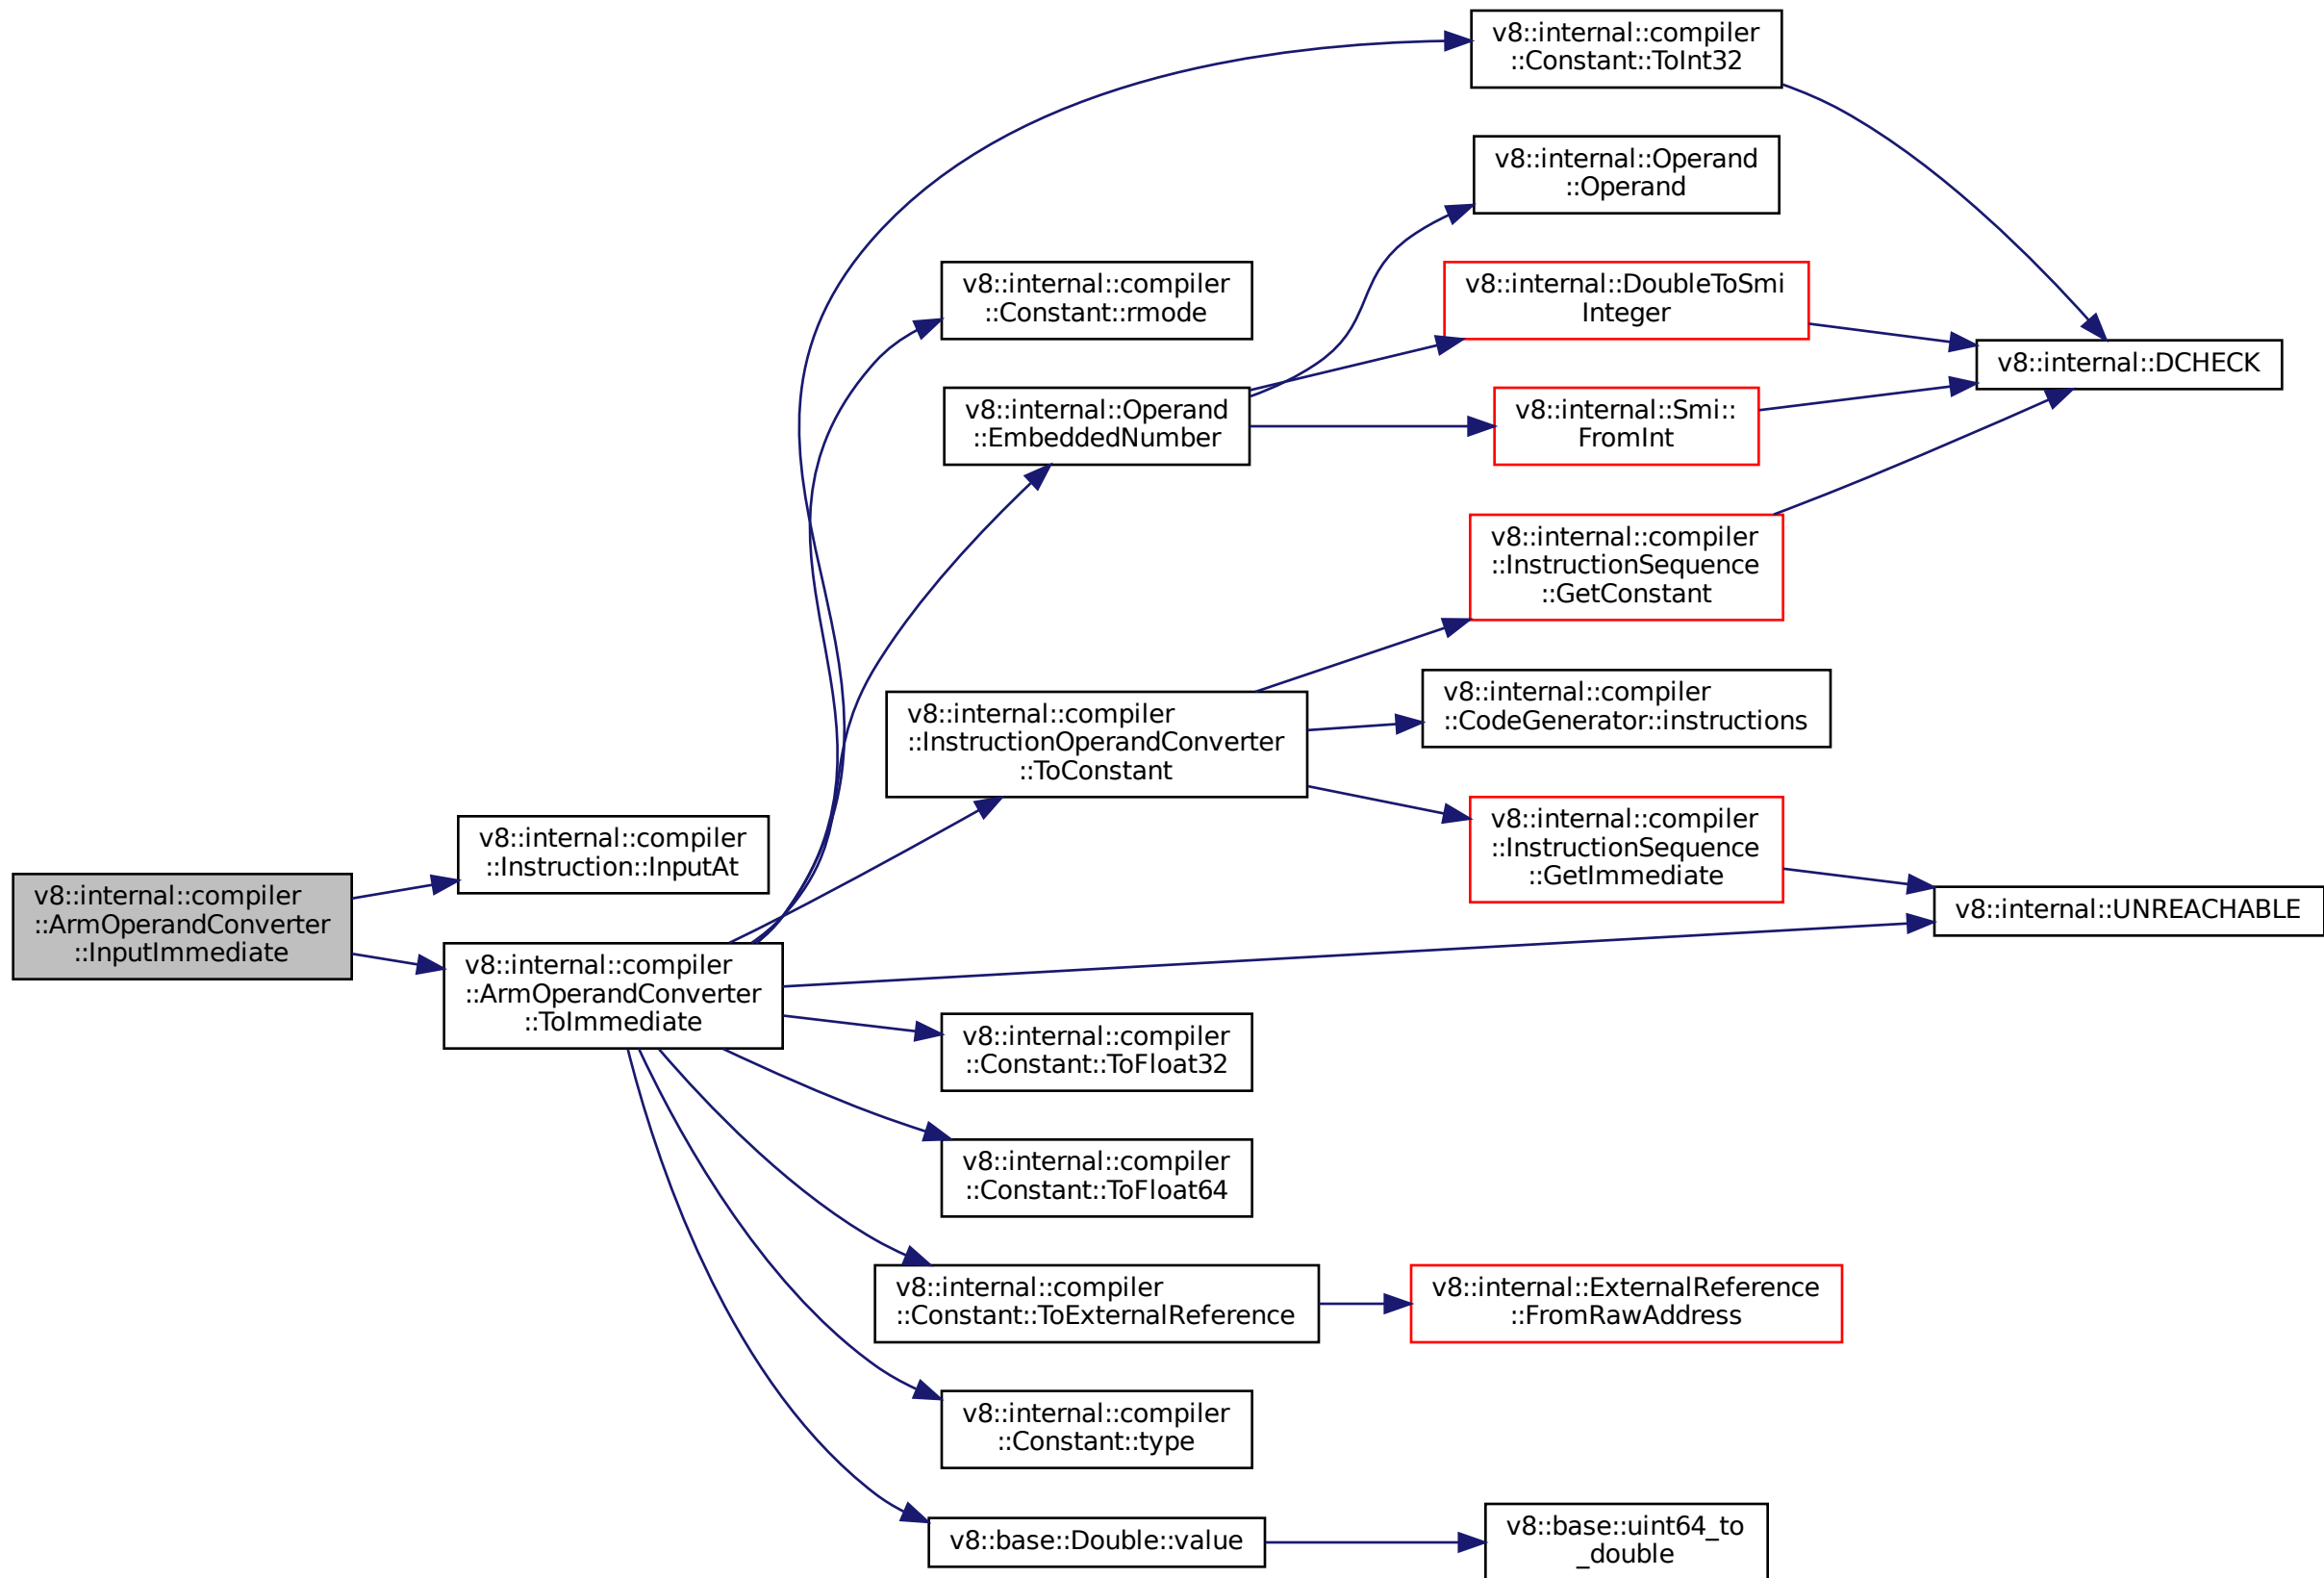 v8::internal::compiler
::Constant::ToInt32
v8::internal::Operand
::Operand
v8::internal::compiler
::Constant::rmode
v8::internal::DoubleToSmi
Integer
v8::internal::DCHECK
v8::internal::Operand
::EmbeddedNumber
v8::internal::Smi::
FromInt
v8::internal::compiler
::InstructionSequence
::GetConstant
v8::internal::compiler
::CodeGenerator::instructions
v8::internal::compiler
::InstructionOperandConverter
::ToConstant
v8::internal::compiler
::InstructionSequence
::GetImmediate
v8::internal::compiler
::Instruction::InputAt
v8::internal::compiler
::ArmOperandConverter
::InputImmediate
v8::internal::UNREACHABLE
v8::internal::compiler
::ArmOperandConverter
::ToImmediate
v8::internal::compiler
::Constant::ToFloat32
v8::internal::compiler
::Constant::ToFloat64
v8::internal::compiler
::Constant::ToExternalReference
v8::internal::ExternalReference
::FromRawAddress
v8::internal::compiler
::Constant::type
v8::base::Double::value
v8::base::uint64_to
_double